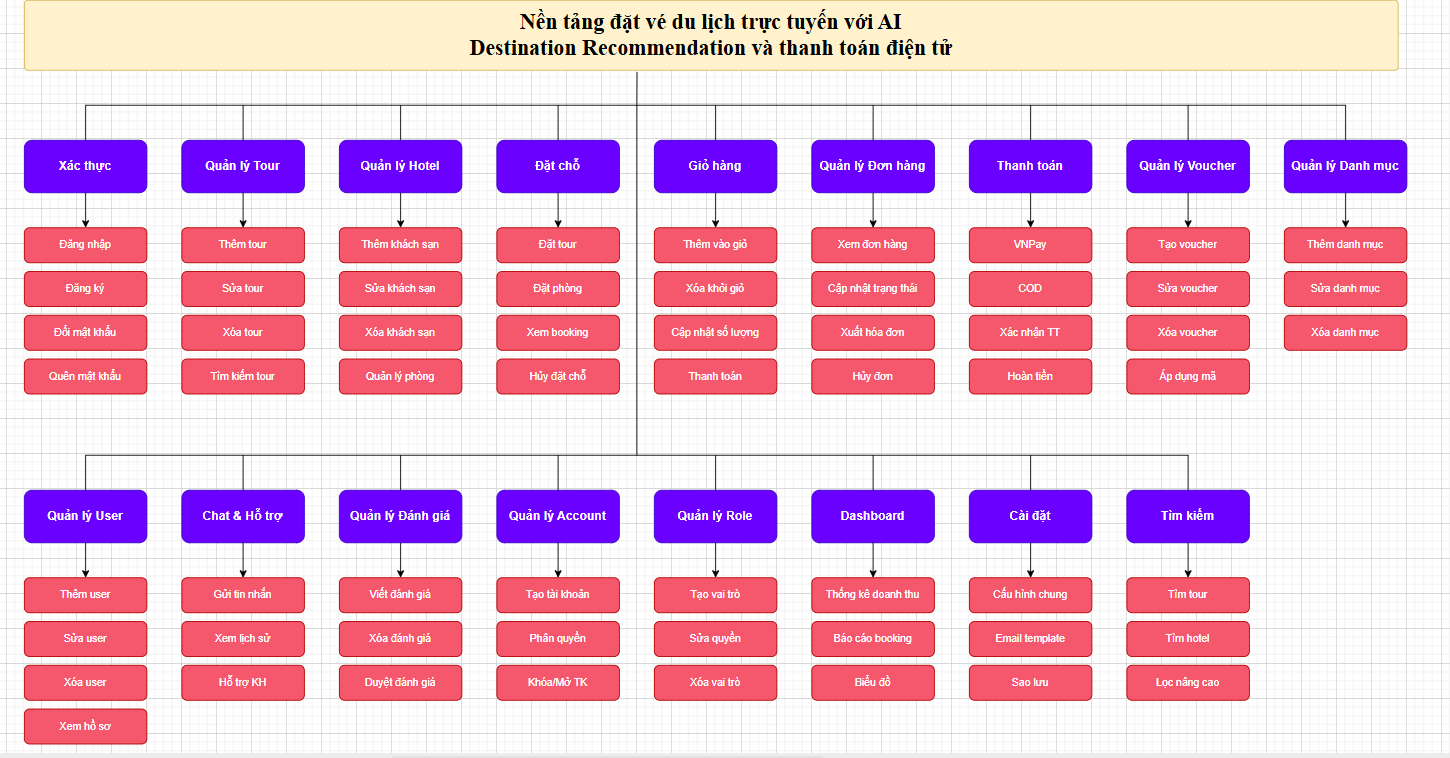 Nền tảng đặt vé du lịch trực tuyến với AI
Destination Recommendation và thanh toán điện tử
Xác thực
Quản lý Tour
Quản lý Hotel
Đặt chỗ
Giỏ hàng
Quản lý Đơn hàng
Thanh toán
Quản lý Voucher
Quản lý Danh mục
Đăng nhập
Thêm tour
Thêm khách sạn
Đặt tour
Thêm vào giỏ
Xem đơn hàng
VNPay
Tạo voucher
Thêm danh mục
Đăng ký
Sửa tour
Sửa khách sạn
Đặt phòng
Xóa khỏi giỏ
Cập nhật trạng thái
COD
Sửa voucher
Sửa danh mục
Đổi mật khẩu
Xóa tour
Xóa khách sạn
Xem booking
Cập nhật số lượng
Xuất hóa đơn
Xác nhận TT
Xóa voucher
Xóa danh mục
Quên mật khẩu
Tìm kiếm tour
Quản lý phòng
Hủy đặt chỗ
Thanh toán
Hủy đơn
Hoàn tiền
Áp dụng mã
Quản lý User
Chat & Hỗ trợ
Quản lý Đánh giá
Quản lý Account
Quản lý Role
Dashboard
Cài đặt
Tìm kiếm
Thêm user
Gửi tin nhắn
Viết đánh giá
Tạo tài khoản
Tạo vai trò
Thống kê doanh thu
Cấu hình chung
Tìm tour
Sửa user
Xem lịch sử
Xóa đánh giá
Phân quyền
Sửa quyền
Báo cáo booking
Email template
Tìm hotel
Xóa user
Hỗ trợ KH
Duyệt đánh giá
Khóa/Mở TK
Xóa vai trò
Biểu đồ
Sao lưu
Lọc nâng cao
Xem hồ sơ